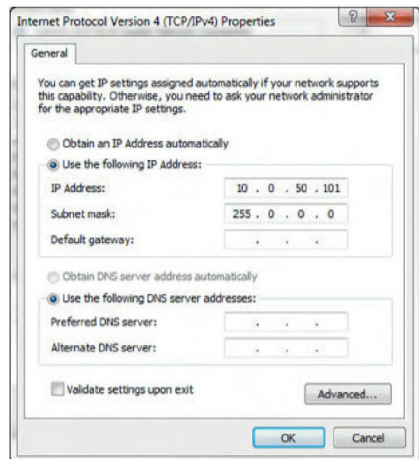 Internet Protocol Version 4 (TCP/IPv4) Properties
General
You can get IP settings assigned automatically if your network supports
this capability. Otherwise, you need to ask your network administrator
for the appropriate IP settings.
Obtain an IP Address automatically
Use the following IP Address:
IP Address: 10 . 0 . 50 . 101
Subnet mask: 255 . 0 . 0 . 0
Default gateway: . . .
Obtain DNS server address automatically
Use the following DNS server addresses:
Preferred DNS server: . . .
Alternate DNS server: . . .
Validate settings upon exit
Advanced...
OK Cancel